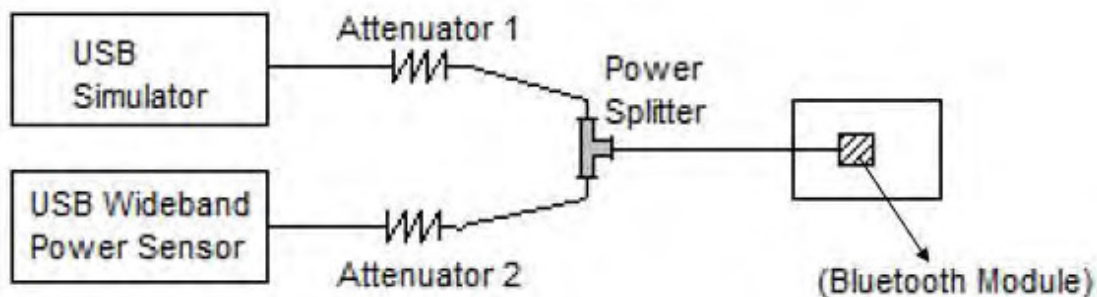 USB
Simulator
Attenuator 1
Power
Splitter
USB Wideband
Power Sensor
Attenuator 2
(Bluetooth Module)